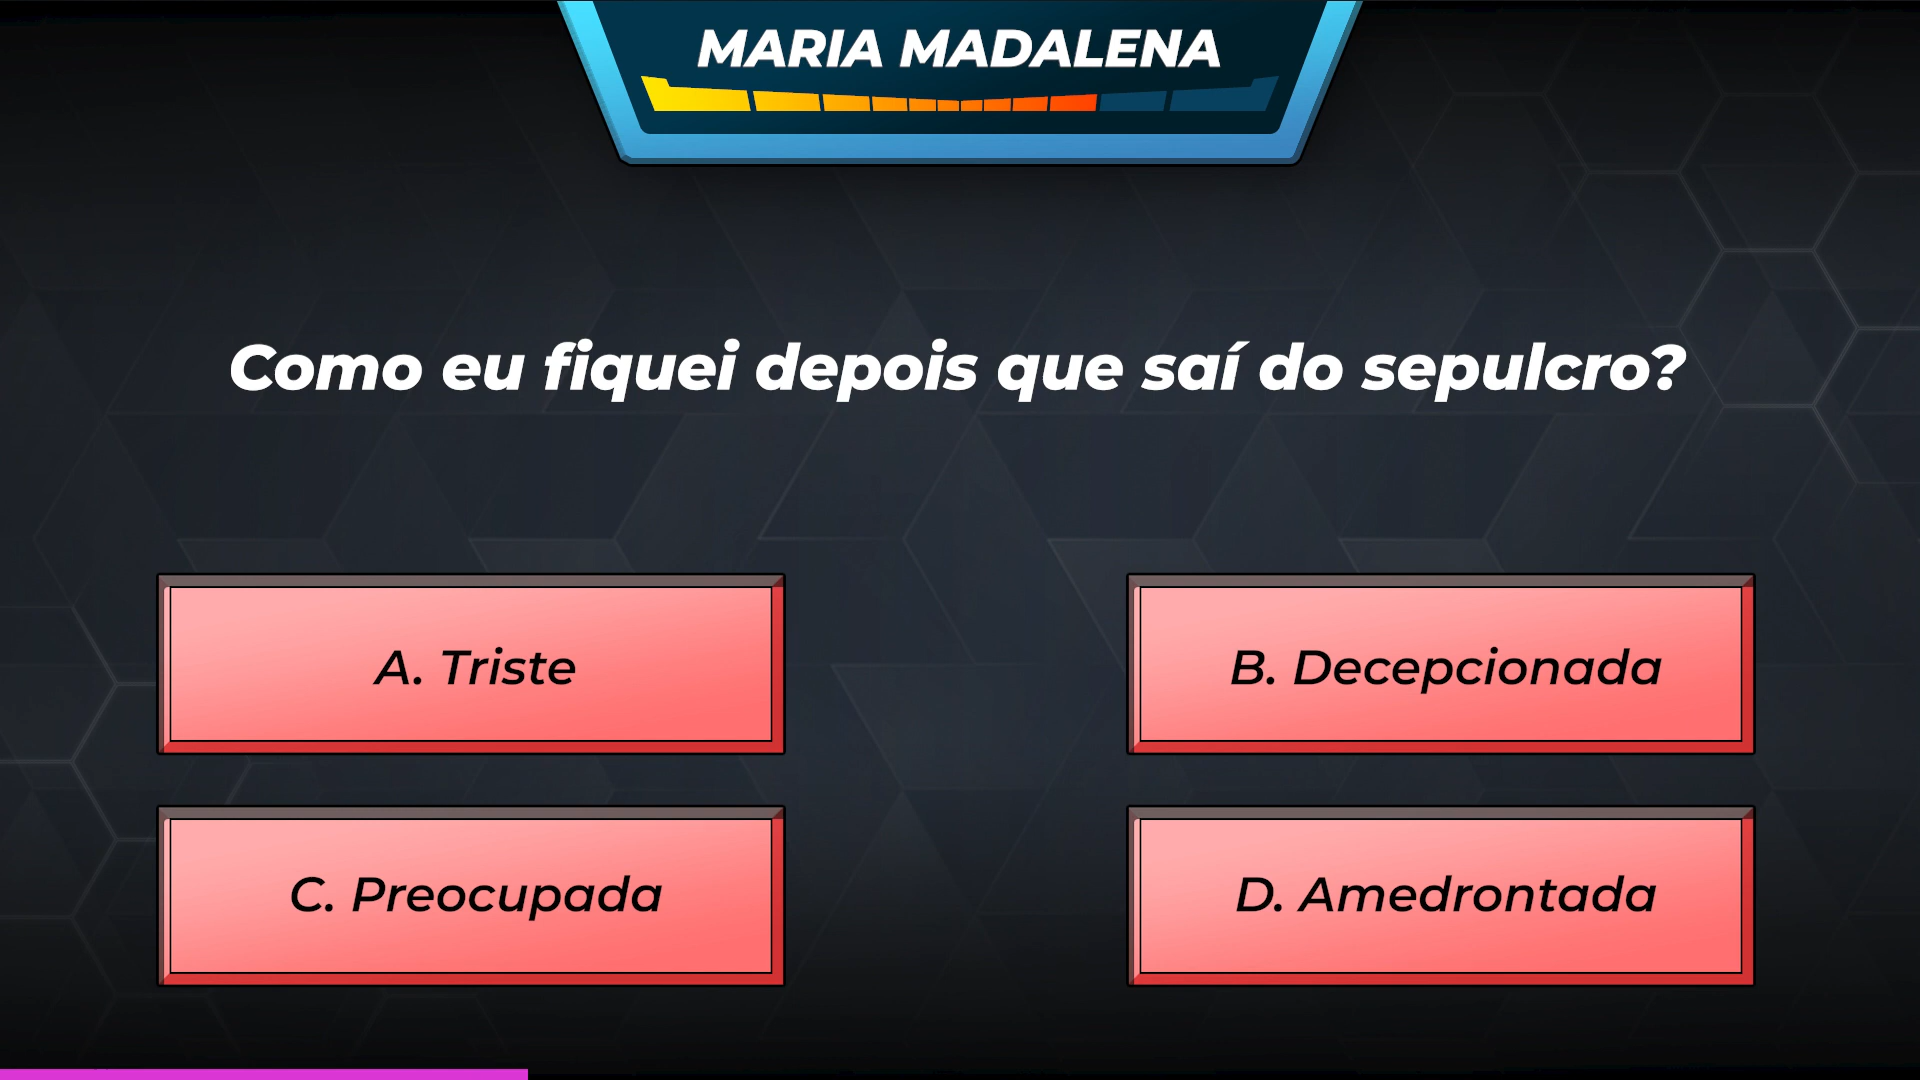 MARIA MADALENA
Como eu fiquei depois que saí do sepulcro?
A. Triste
B. Decepcionada
C. Preocupada
D. Amedrontada